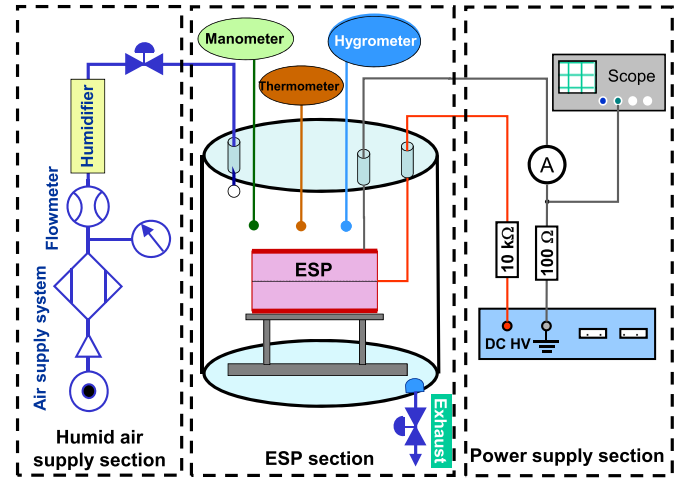 Manometer
Hygrometer
Thermometer
Scope
Humidifier
Flowmeter
Air supply system
A
10 kΩ
100 Ω
ESP
DC HV
Exhaust
Humid air
supply section
ESP section
Power supply section